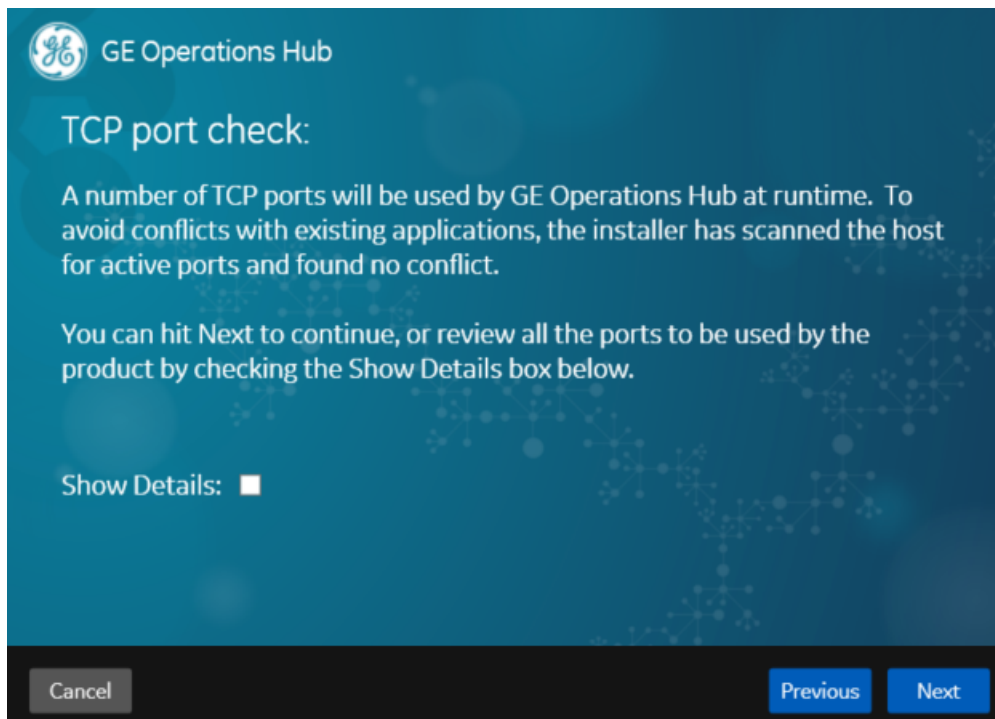 GE Operations Hub
TCP port check:
A number of TCP ports will be used by GE Operations Hub at runtime. To
avoid conflicts with existing applications, the installer has scanned the host
for active ports and found no conflict.
You can hit Next to continue, or review all the ports to be used by the
product by checking the Show Details box below.
Show Details:
Cancel
Previous
Next